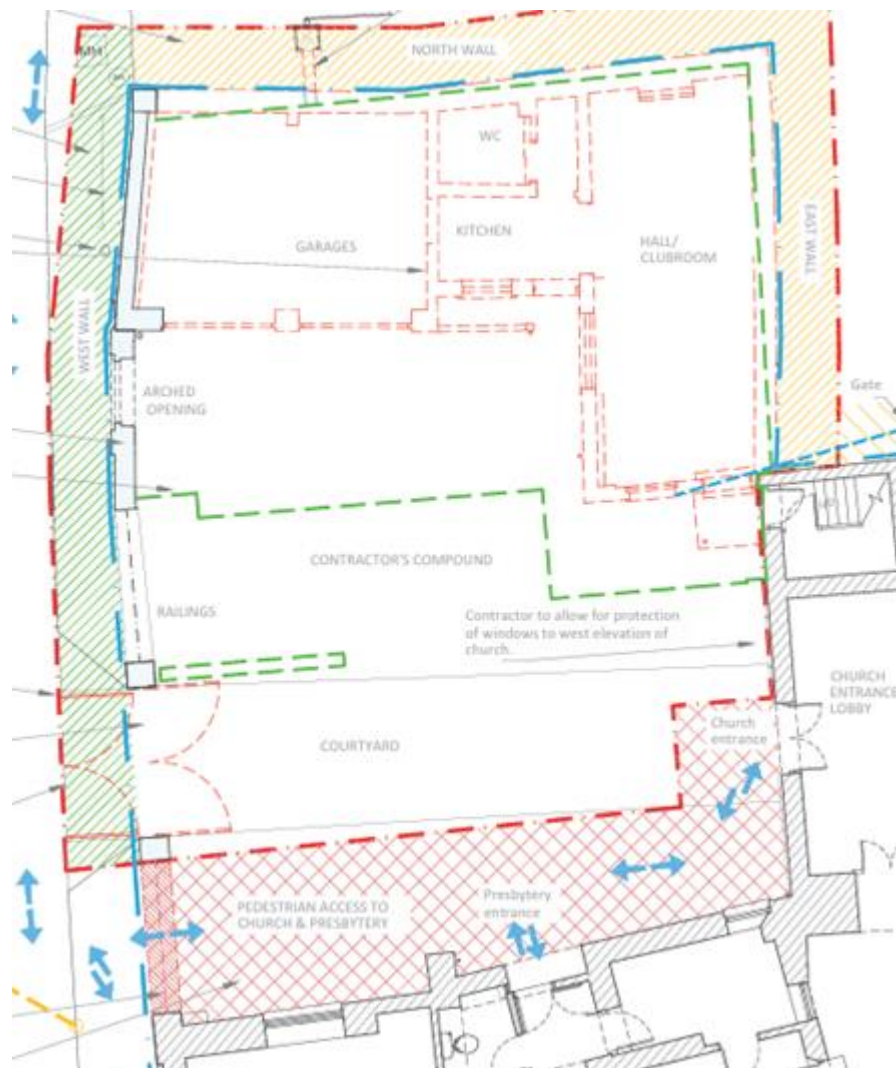 MH
NORTH WALL
WC
KITCHEN
GARAGES
HALL/
CLUBROOM
EAST WALL
WEST WALL
ARCHED
OPENING
Gate
CONTRACTOR'S COMPOUND
RAILINGS
Contractor to allow for protection
of windows to west elevation of
church.
CHURCH
ENTRANCE
LOBBY
Church
entrance
COURTYARD
Presbytery
entrance
PEDESTRIAN ACCESS TO
CHURCH & PRESBYTERY